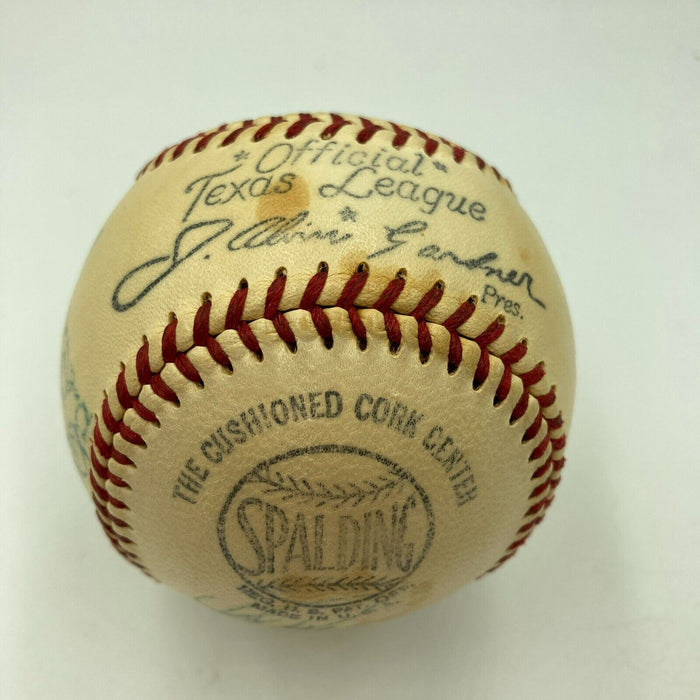 * Official *
Texas * League
J. Alvin Gardner
Pres.
THE CUSHIONED CORK CENTER
SPALDING
REG. U.S. PAT. OFF.
MADE IN U.S.A.